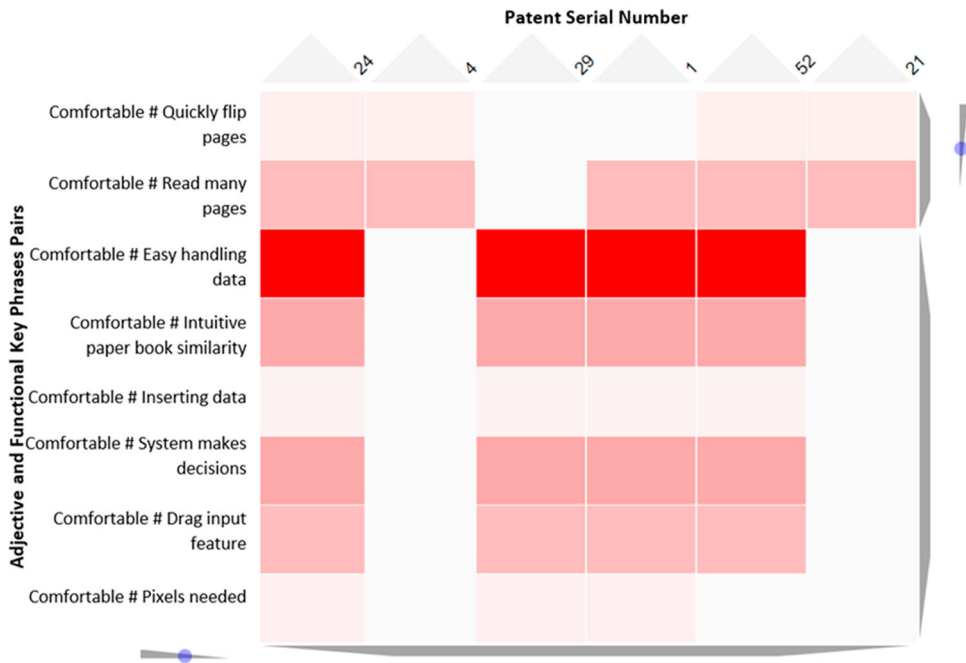 Patent Serial Number
24
4
29
1
52
21
Adjective and Functional Key Phrases Pairs
Comfortable # Quickly flip
pages
Comfortable # Read many
pages
Comfortable # Easy handling
data
Comfortable # Intuitive
paper book similarity
Comfortable # Inserting data
Comfortable # System makes
decisions
Comfortable # Drag input
feature
Comfortable # Pixels needed